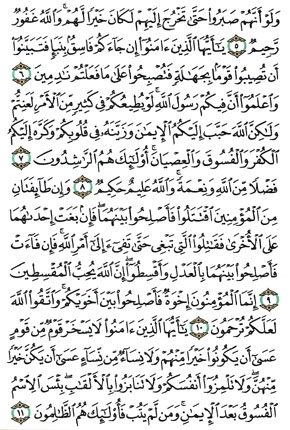 وَلَوْ أَنَّهُمْ صَبَرُوا۟ حَتَّىٰ تَخْرُجَ إِلَيْهِمْ لَكَانَ خَيْرًا لَّهُمْ ۚ وَٱللَّهُ غَفُورٌ
رَّحِيمٌ ٥ يَـٰٓأَيُّهَا ٱلَّذِينَ ءَامَنُوٓا۟ إِن جَآءَكُمْ فَاسِقٌۢ بِنَبَإٍ فَتَبَيَّنُوٓا۟
أَن تُصِيبُوا۟ قَوْمًۢا بِجَهَـٰلَةٍ فَتُصْبِحُوا۟ عَلَىٰ مَا فَعَلْتُمْ نَـٰدِمِينَ ٦
وَٱعْلَمُوٓا۟ أَنَّ فِيكُمْ رَسُولَ ٱللَّهِ ۚ لَوْ يُطِيعُكُمْ فِى كَثِيرٍ مِّنَ ٱلْأَمْرِ لَعَنِتُّمْ
وَلَـٰكِنَّ ٱللَّهَ حَبَّبَ إِلَيْكُمُ ٱلْإِيمَـٰنَ وَزَيَّنَهُۥ فِى قُلُوبِكُمْ وَكَرَّهَ إِلَيْكُمُ
ٱلْكُفْرَ وَٱلْفُسُوقَ وَٱلْعِصْيَانَ ۚ أُو۟لَـٰٓئِكَ هُمُ ٱلرَّٰشِدُونَ ٧
فَضْلًا مِّنَ ٱللَّهِ وَنِعْمَةً ۚ وَٱللَّهُ عَلِيمٌ حَكِيمٌ ٨ وَإِن طَآئِفَتَانِ
مِنَ ٱلْمُؤْمِنِينَ ٱقْتَتَلُوا۟ فَأَصْلِحُوا۟ بَيْنَهُمَا ۖ فَإِنۢ بَغَتْ إِحْدَىٰهُمَا
عَلَى ٱلْأُخْرَىٰ فَقَـٰتِلُوا۟ ٱلَّتِى تَبْغِى حَتَّىٰ تَفِىٓءَ إِلَىٰٓ أَمْرِ ٱللَّهِ ۚ فَإِن فَآءَتْ
فَأَصْلِحُوا۟ بَيْنَهُمَا بِٱلْعَدْلِ وَأَقْسِطُوٓا۟ ۖ إِنَّ ٱللَّهَ يُحِبُّ ٱلْمُقْسِطِينَ
٩ إِنَّمَا ٱلْمُؤْمِنُونَ إِخْوَةٌ فَأَصْلِحُوا۟ بَيْنَ أَخَوَيْكُمْ ۚ وَٱتَّقُوا۟ ٱللَّهَ
لَعَلَّكُمْ تُرْحَمُونَ ١٠ يَـٰٓأَيُّهَا ٱلَّذِينَ ءَامَنُوا۟ لَا يَسْخَرْ قَوْمٌ مِّن قَوْمٍ
عَسَىٰٓ أَن يَكُونُوا۟ خَيْرًا مِّنْهُمْ وَلَا نِسَآءٌ مِّن نِّسَآءٍ عَسَىٰٓ أَن يَكُنَّ خَيْرًا
مِّنْهُنَّ ۖ وَلَا تَلْمِزُوٓا۟ أَنفُسَكُمْ وَلَا تَنَابَزُوا۟ بِٱلْأَلْقَـٰبِ ۖ بِئْسَ ٱلِٱسْمُ
ٱلْفُسُوقُ بَعْدَ ٱلْإِيمَـٰنِ ۚ وَمَن لَّمْ يَتُبْ فَأُو۟لَـٰٓئِكَ هُمُ ٱلظَّـٰلِمُونَ ١١